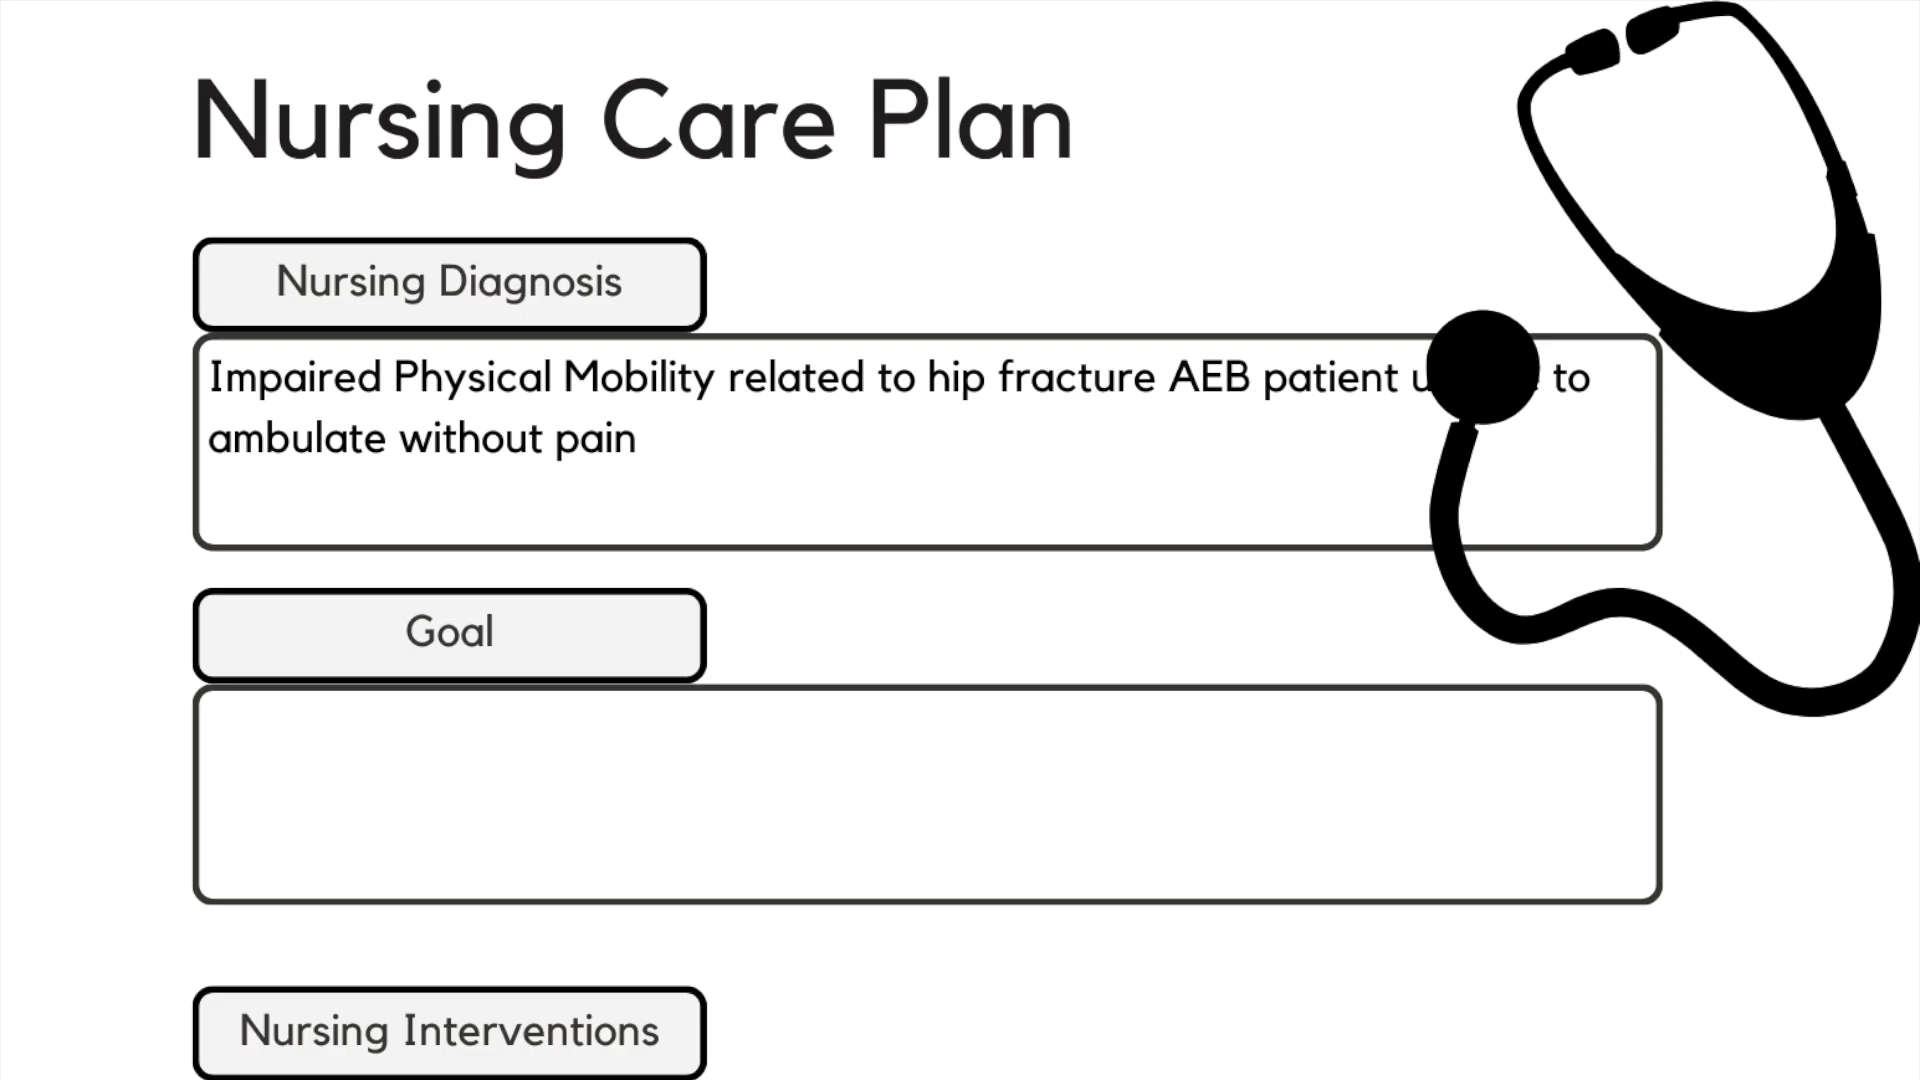 Nursing Care Plan
Nursing Diagnosis
Impaired Physical Mobility related to hip fracture AEB patient to
ambulate without pain
Goal
Nursing Interventions